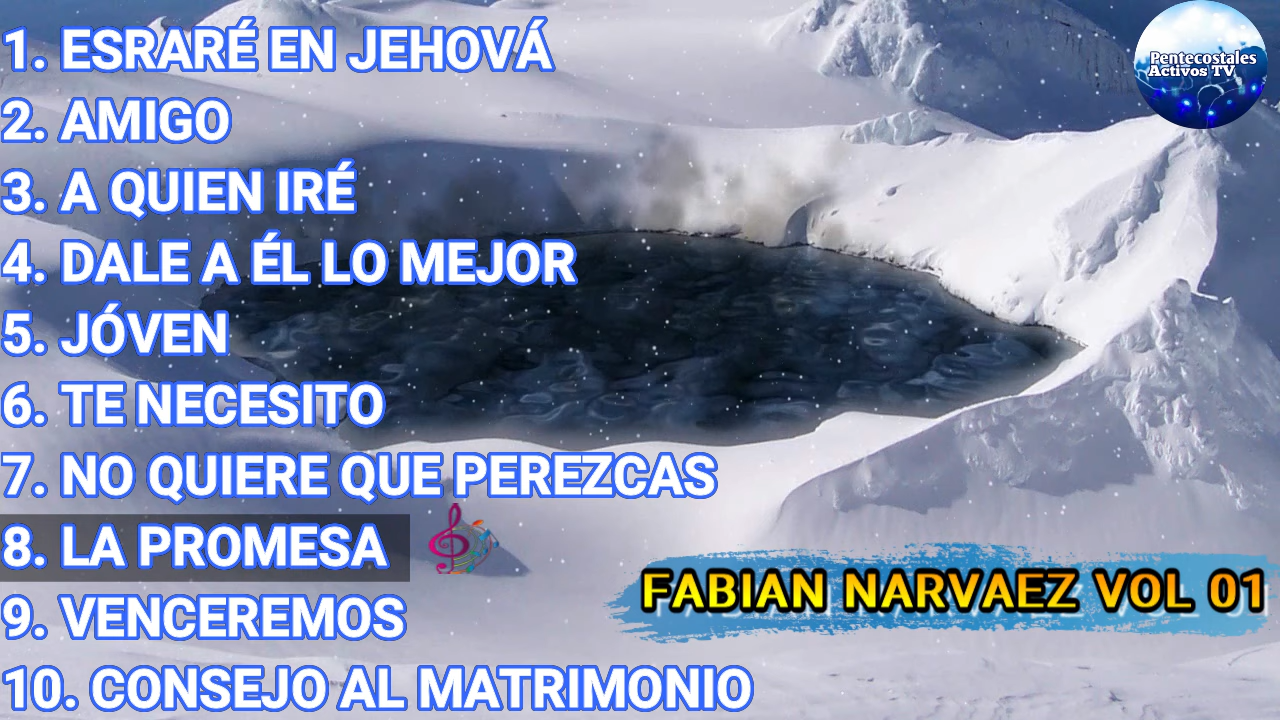 1. ESRARÉ EN JEHOVÁ
2. AMIGO
3. A QUIEN IRÉ
4. DALE A ÉL LO MEJOR
5. JÓVEN
6. TE NECESITO
7. NO QUIERE QUE PEREZCAS
8. LA PROMESA
9. VENCEREMOS
10. CONSEJO AL MATRIMONIO
Pentecostales
Activos TV
FABIAN NARVAEZ VOL 01